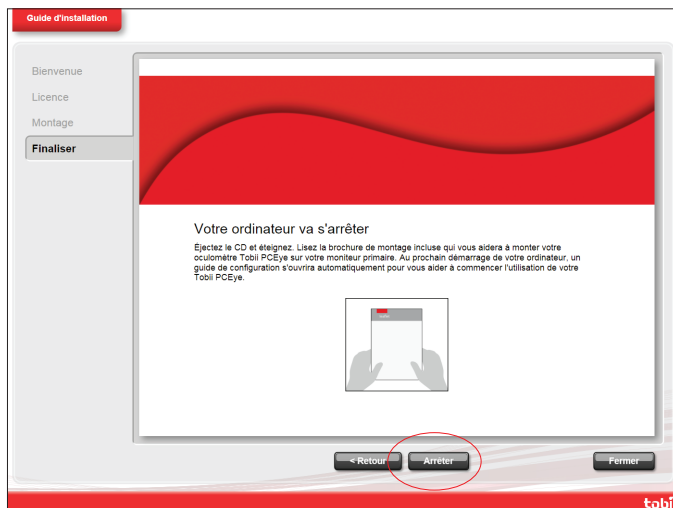 Guide d'Installation
Bienvenue
Licence
Montage
Finaliser
Votre ordinateur va s'arrêter
Éjectez le CD et éteignez. Lisez la brochure de montage incluse qui vous aidera à monter votre
oculomètre Tobii PCEye sur votre moniteur primaire. Au prochain démarrage de votre ordinateur, un
guide de configuration s'ouvrira automatiquement pour vous aider à commencer l'utilisation de votre
Tobii PCEye.
< Retour
Arrêter
Fermer
tobi